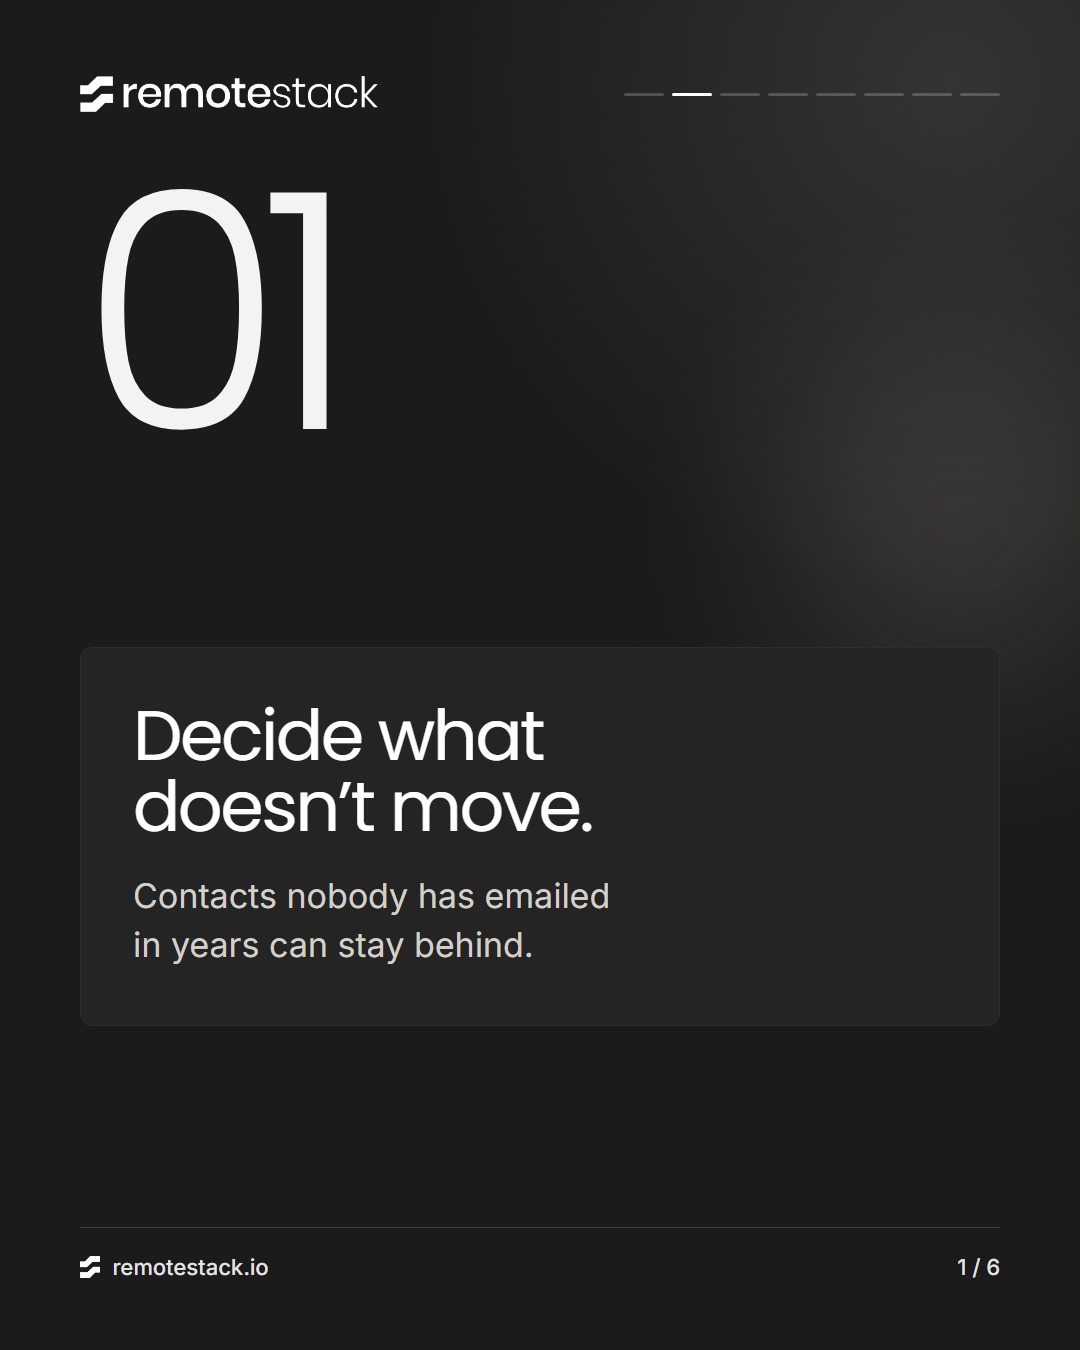 remotestack
01
Decide what
doesn’t move.
Contacts nobody has emailed
in years can stay behind.
remotestack.io
1 / 6